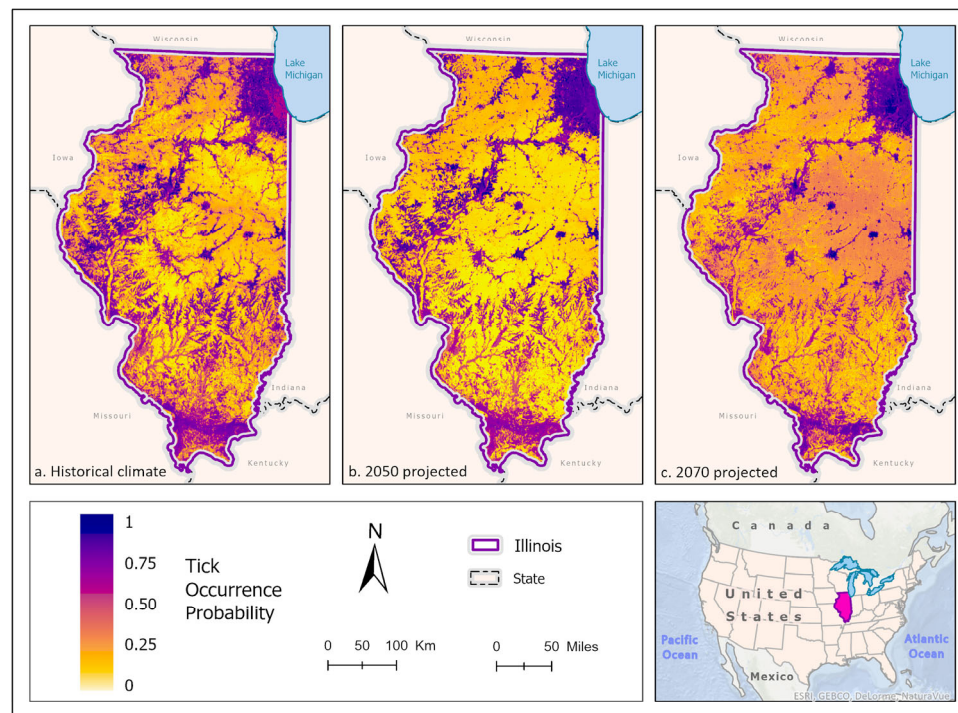 Wisconsin
Lake
Michigan
Iowa
Indiana
Missouri
Kentucky
a. Historical climate
Wisconsin
Lake
Michigan
Iowa
Indiana
Missouri
Kentucky
b. 2050 projected
Wisconsin
Lake
Michigan
Iowa
Indiana
Missouri
Kentucky
c. 2070 projected
1
0.75
0.50
0.25
0
Tick
Occurrence
Probability
N
Illinois
State
0 50 100 Km
0 50 Miles
Canada
United
States
Pacific
Ocean
Atlantic
Ocean
Mexico
ESRI, GEBCO, DeLorme, NaturalVue